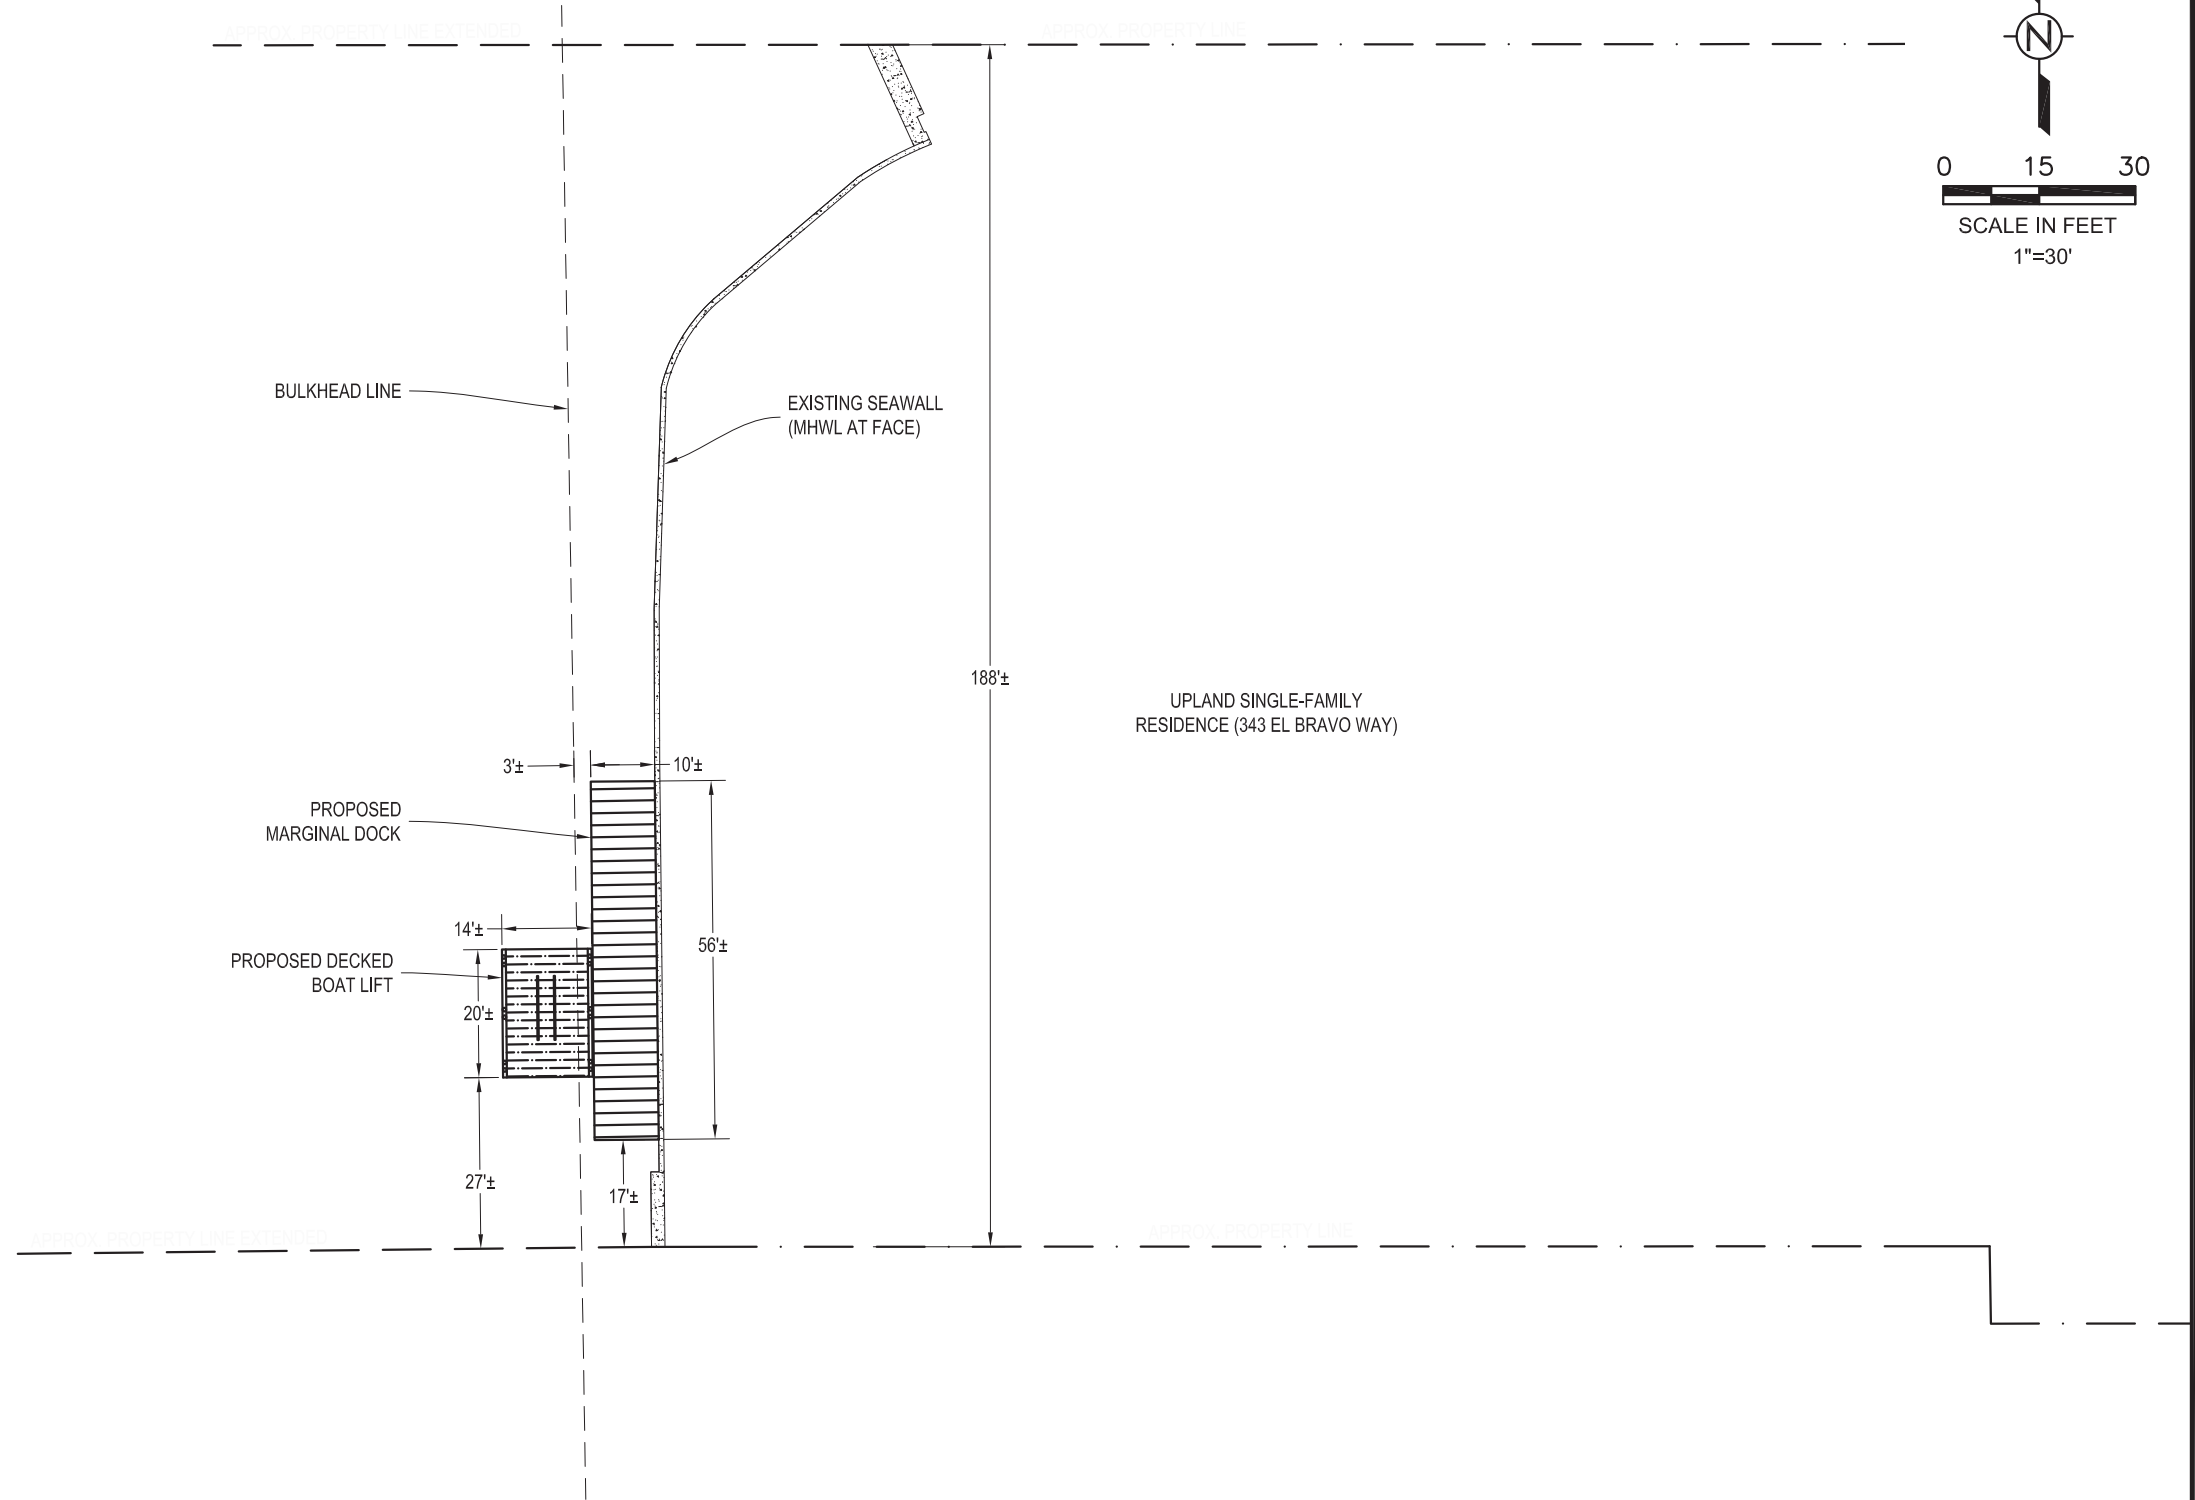 APPROX. PROPERTY LINE EXTENDED
APPROX. PROPERTY LINE
N
0 15 30
SCALE IN FEET
1"=30'
BULKHEAD LINE
EXISTING SEAWALL
(MHWL AT FACE)
188'±
UPLAND SINGLE-FAMILY
RESIDENCE (343 EL BRAVO WAY)
3'±
10'±
PROPOSED
MARGINAL DOCK
14'±
56'±
PROPOSED DECKED
BOAT LIFT
20'±
27'±
17'±
APPROX. PROPERTY LINE EXTENDED
APPROX. PROPERTY LINE